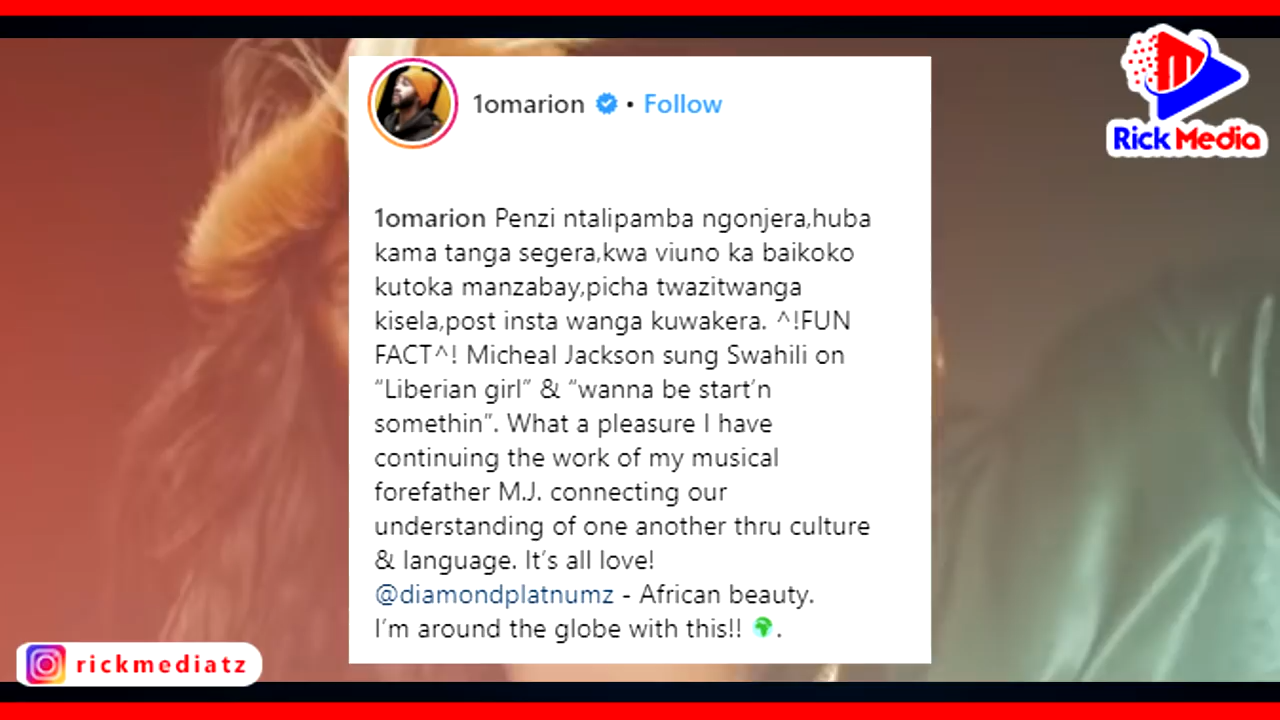 1omarion • Follow
1omarion Penzi ntalipamba ngonjera,huba
kama tanga segera,kwa viuno ka baikoko
kutoka manzabay,picha twazitwanga
kisela,post insta wanga kuwakera. ^!FUN
FACT^! Micheal Jackson sung Swahili on
“Liberian girl” & “wanna be start’n
somethin”. What a pleasure I have
continuing the work of my musical
forefather M.J. connecting our
understanding of one another thru culture
& language. It’s all love!
@diamondplatnumz - African beauty.
I’m around the globe with this!! 🌍.
Rick Media
rickmediatz